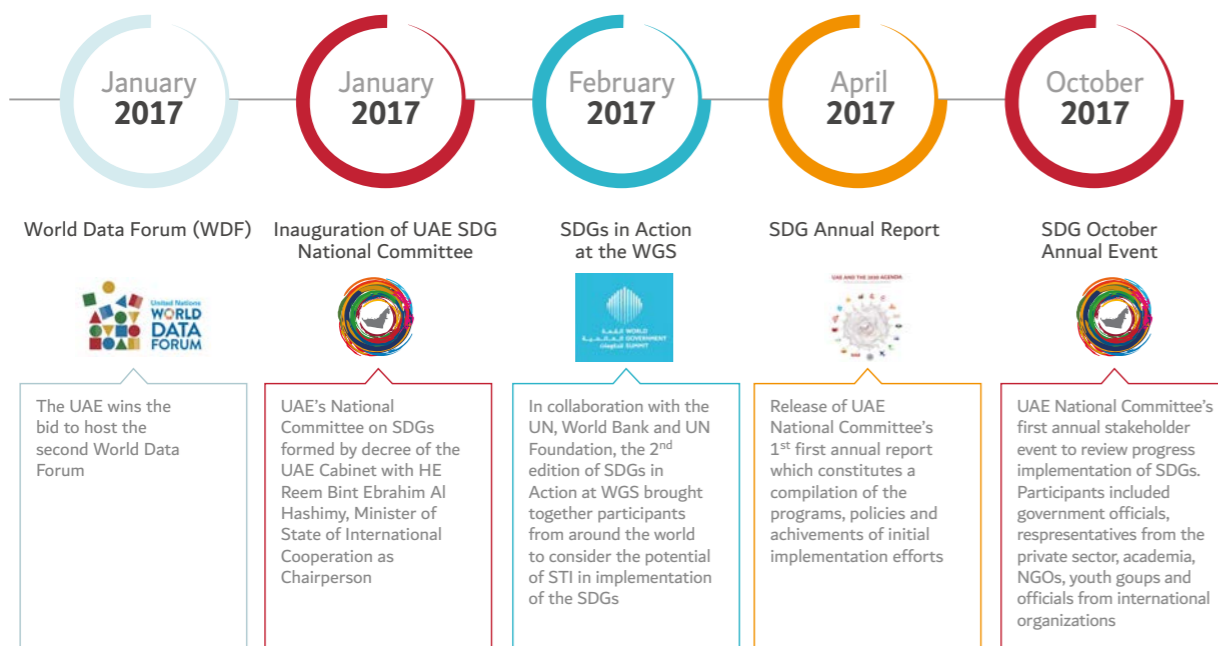 January
2017
January
2017
February
2017
April
2017
October
2017
World Data Forum (WDF)
Inauguration of UAE SDG
National Committee
SDGs in Action
at the WGS
SDG Annual Report
SDG October
Annual Event
United Nations
WORLD
DATA
FORUM
القمة
العالمية
للحكومات
WORLD
GOVERNMENT
SUMMIT
UAE AND THE 2030 AGENDA
The UAE wins the
bid to host the
second World Data
Forum
UAE's National
Committee on SDGs
formed by decree of the
UAE Cabinet with HE
Reem Bint Ebrahim Al
Hashimy, Minister of
State of International
Cooperation as
Chairperson
In collaboration with the
UN, World Bank and UN
Foundation, the 2nd
edition of SDGs in
Action at WGS brought
together participants
from around the world
to consider the potential
of STI in implementation
of the SDGs
Release of UAE
National Committee's
1st first annual report
which constitutes a
compilation of the
programs, policies and
achivements of initial
implementation efforts
UAE National Committee's
first annual stakeholder
event to review progress
implementation of SDGs.
Participants included
government officials,
respresentatives from the
private sector, academia,
NGOs, youth goups and
officials from international
organizations